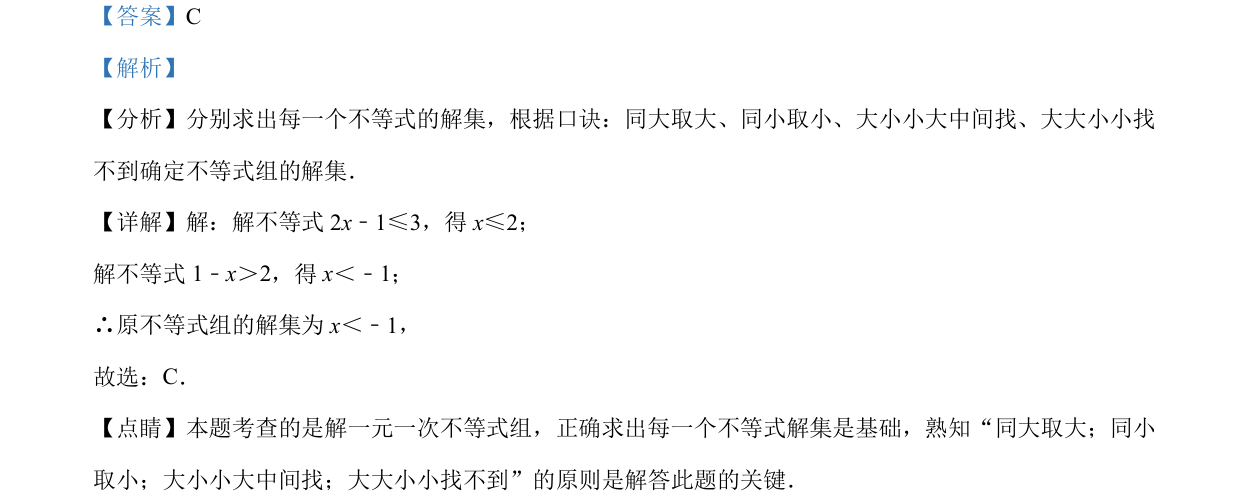 【答案】C
【解析】
【分析】分别求出每一个不等式的解集，根据口诀：同大取大、同小取小、大小小大中间找、大大小小找
不到确定不等式组的解集．
【详解】解：解不等式 2x﹣1≤3，得 x≤2；
解不等式 1﹣x＞2，得 x＜﹣1；
∴原不等式组的解集为 x＜﹣1，
故选：C．
【点睛】本题考查的是解一元一次不等式组，正确求出每一个不等式解集是基础，熟知“同大取大；同小
取小；大小小大中间找；大大小小找不到”的原则是解答此题的关键．